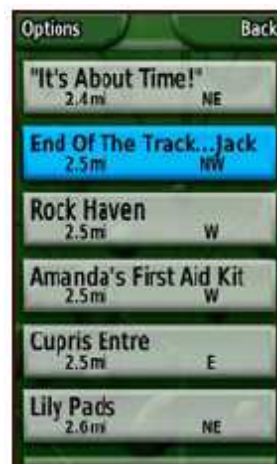 Options Back
"It's About Time!"
2.4mi NE
End Of The Track...Jack
2.5mi NW
Rock Haven
2.5mi W
Amanda's First Aid Kit
2.5mi W
Cupris Entre
2.5mi E
Lily Pads
2.6mi NE